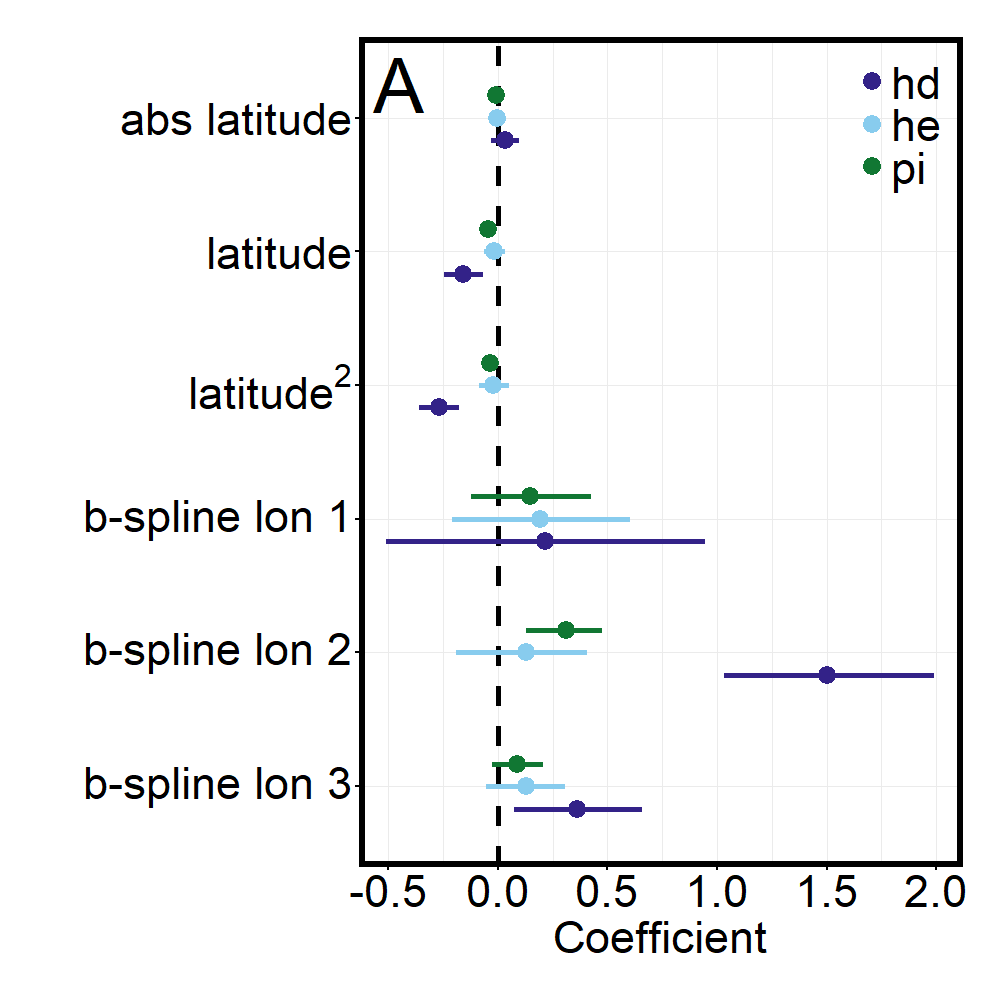 A
hd
he
pi
abs latitude
latitude
latitude²
b-spline lon 1
b-spline lon 2
b-spline lon 3
-0.5 0.0 0.5 1.0 1.5 2.0
Coefficient